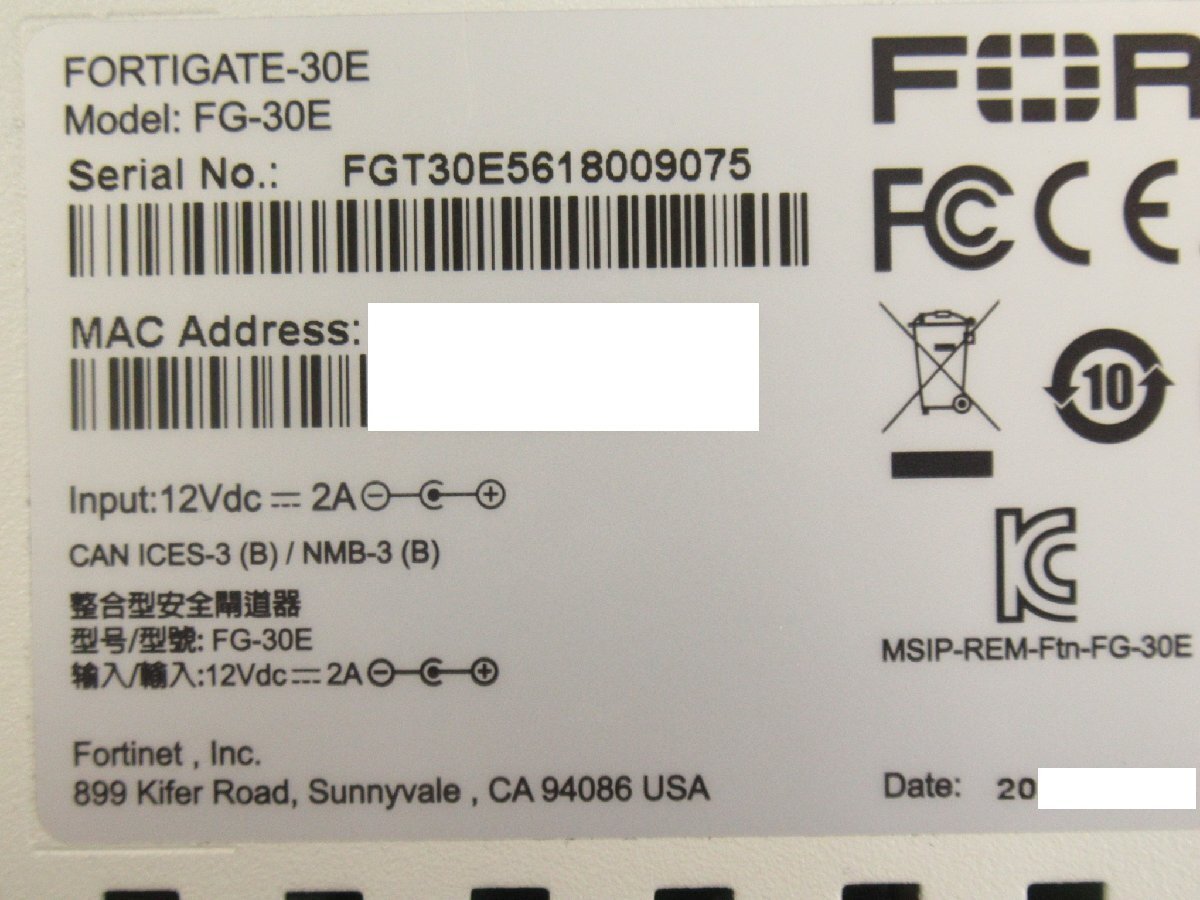 FORTIGATE-30E
Model: FG-30E
Serial No.: FGT30E5618009075
MAC Address:
Input:12Vdc ⎓ 2A
CAN ICES-3 (B) / NMB-3 (B)
整合型安全閘道器
型号/型號: FG-30E
输入/輸入:12Vdc ⎓ 2A
Fortinet , Inc.
899 Kifer Road, Sunnyvale , CA 94086 USA
FOR
FC CE
10
KC
MSIP-REM-Ftn-FG-30E
Date: 20